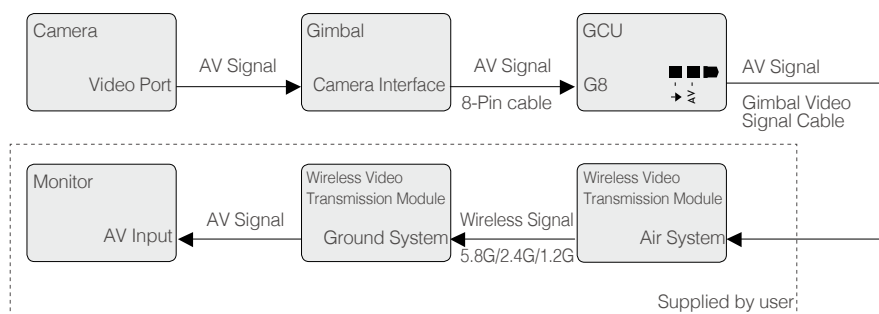 Camera
Video Port
AV Signal
Gimbal
Camera Interface
AV Signal
8-Pin cable
GCU
G8
AV
AV Signal
Gimbal Video
Signal Cable
Monitor
AV Input
AV Signal
Wireless Video
Transmission Module
Ground System
Wireless Signal
5.8G/2.4G/1.2G
Wireless Video
Transmission Module
Air System
Supplied by user